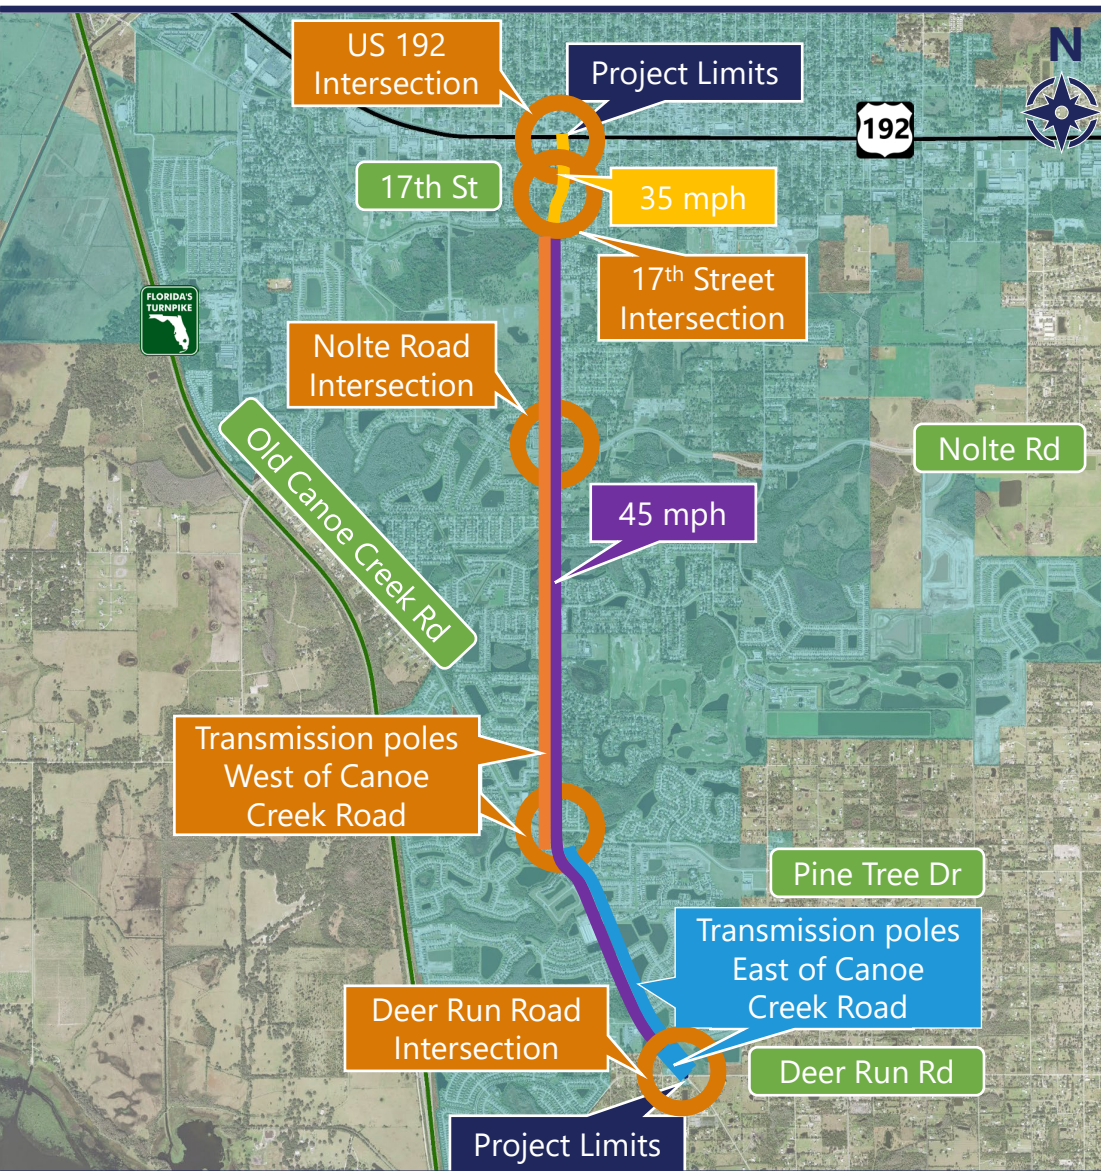 US 192
Intersection
Project Limits
N
192
17th St
35 mph
17th Street
Intersection
FLORIDA'S
TURNPIKE
Nolte Road
Intersection
Nolte Rd
Old Canoe Creek Rd
45 mph
Transmission poles
West of Canoe
Creek Road
Pine Tree Dr
Transmission poles
East of Canoe
Creek Road
Deer Run Road
Intersection
Deer Run Rd
Project Limits